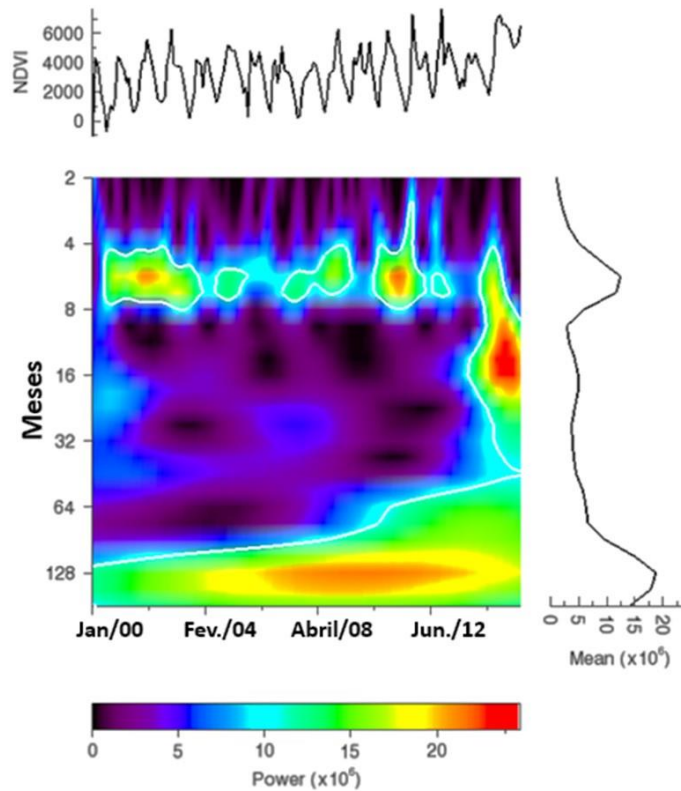 NDVI
6000
4000
2000
0
Meses
2
4
8
16
32
64
128
Jan/00 Fev./04 Abril/08 Jun./12
0 5 10 15 20
Mean (x10⁶)
0 5 10 15 20
Power (x10⁶)